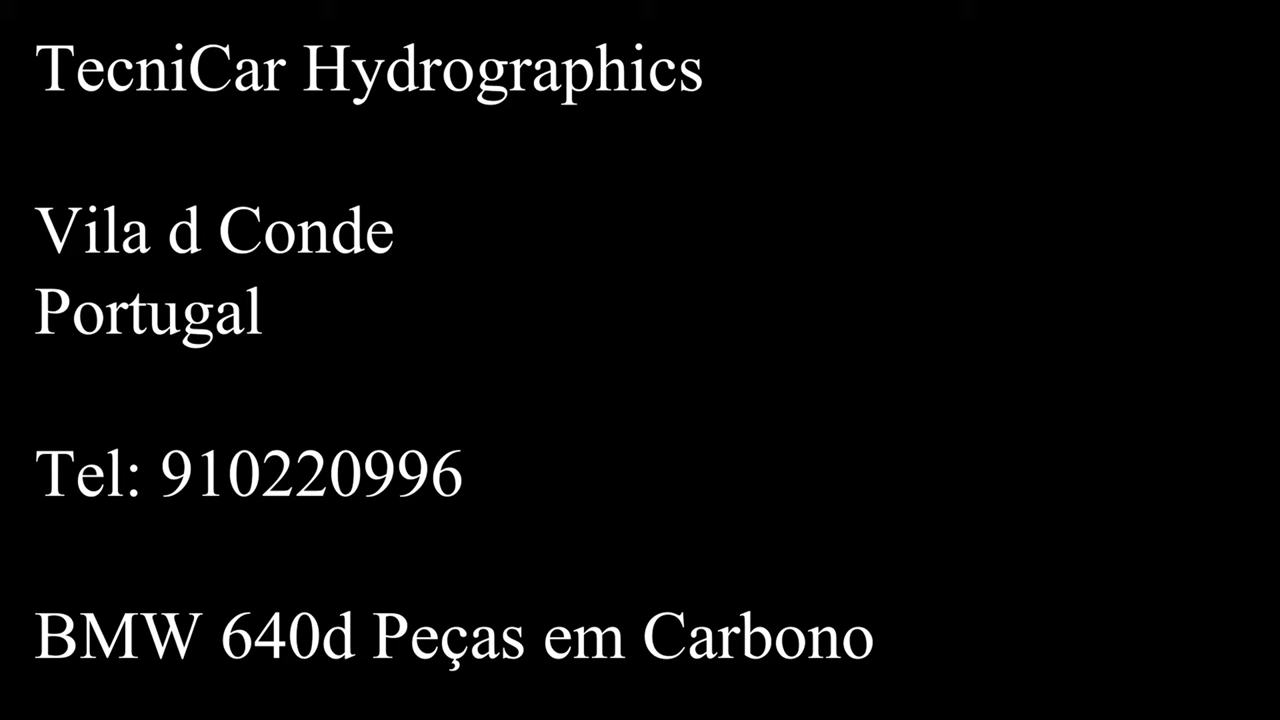 TecniCar Hydrographics
Vila d Conde
Portugal
Tel: 910220996
BMW 640d Peças em Carbono